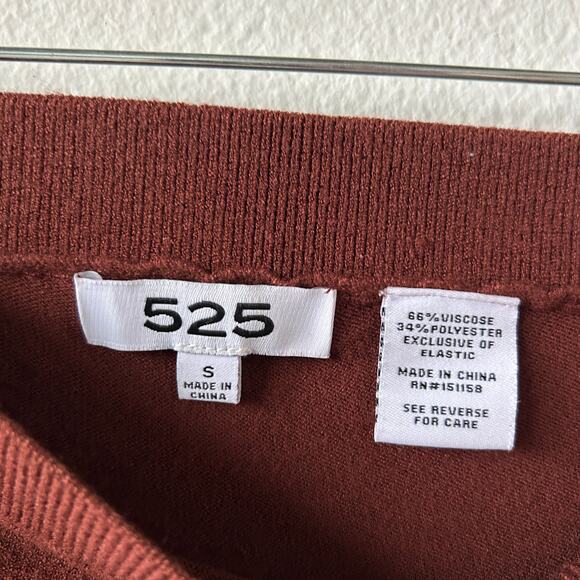 525
S
MADE IN
CHINA
66%VISCOSE
34%POLYESTER
EXCLUSIVE OF
ELASTIC
MADE IN CHINA
RN#151158
SEE REVERSE
FOR CARE